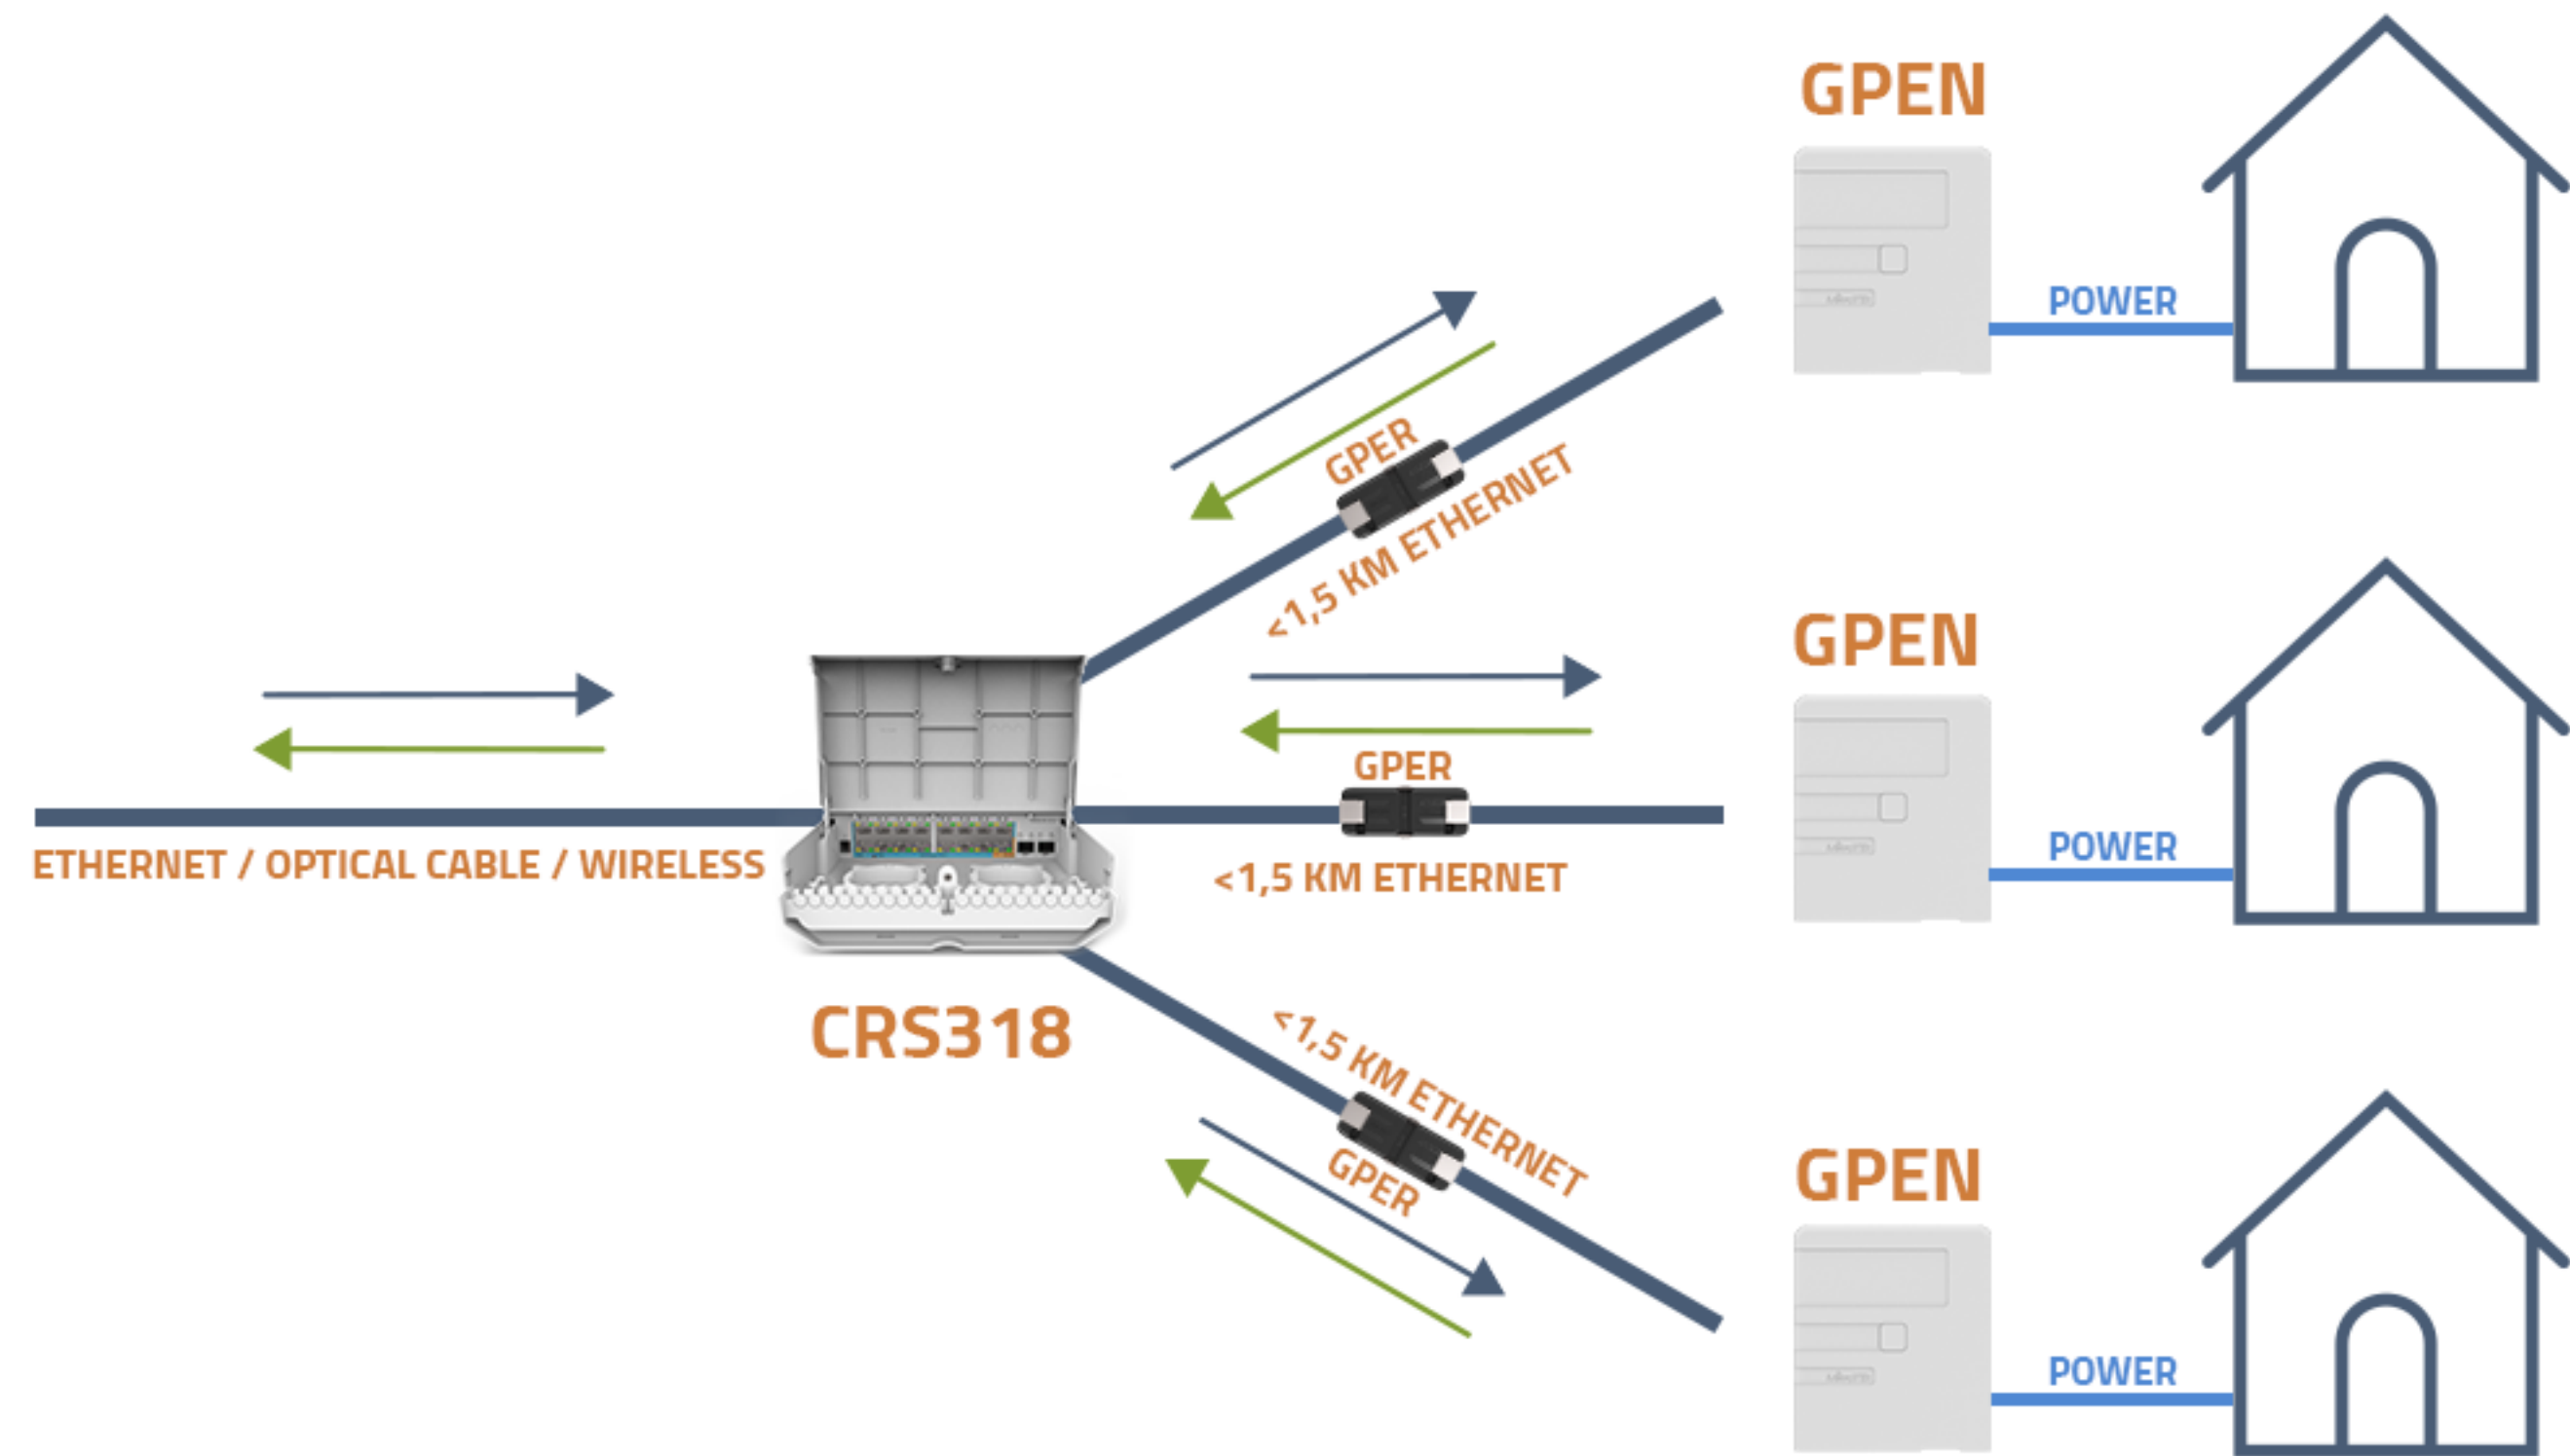 GPEN
POWER
GPER
<1,5 KM ETHERNET
GPEN
GPER
POWER
ETHERNET / OPTICAL CABLE / WIRELESS
<1,5 KM ETHERNET
CRS318
<1,5 KM ETHERNET
GPER
GPEN
POWER